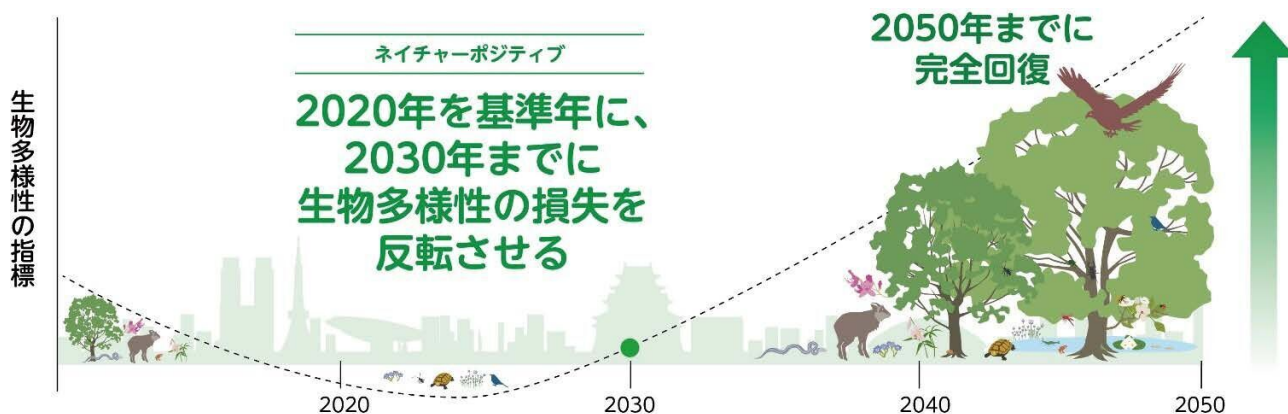 生物多様性の指標
ネイチャーポジティブ
2020年を基準年に、
2030年までに
生物多様性の損失を
反転させる
2050年までに
完全回復
2020
2030
2040
2050